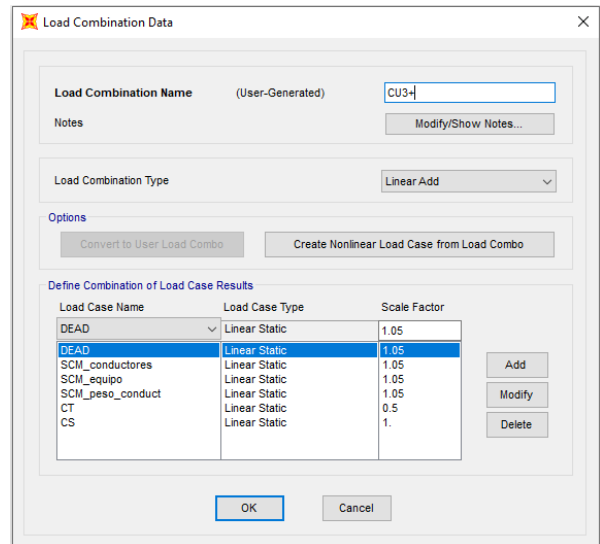 Load Combination Data
Load Combination Name (User-Generated) CU3+
Notes Modify/Show Notes...
Load Combination Type Linear Add
Options
Convert to User Load Combo Create Nonlinear Load Case from Load Combo
Define Combination of Load Case Results
Load Case Name Load Case Type Scale Factor
DEAD Linear Static 1.05
DEAD Linear Static 1.05
SCM_conductores Linear Static 1.05
SCM_equipo Linear Static 1.05
SCM_peso_conduct Linear Static 1.05
CT Linear Static 0.5
CS Linear Static 1.
Add
Modify
Delete
OK Cancel